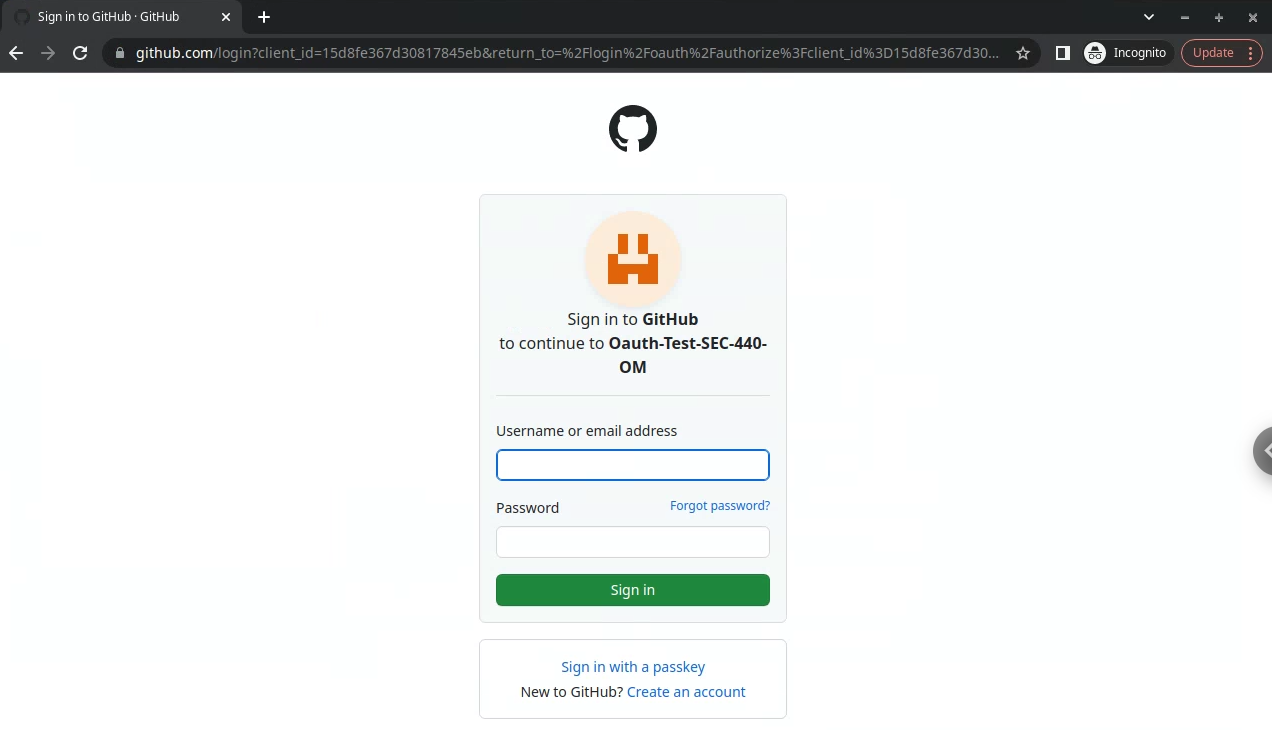 Sign in to GitHub · GitHub
github.com/login?client_id=15d8fe367d30817845eb&return_to=%2Flogin%2Foauth%2Fauthorize%3Fclient_id%3D15d8fe367d30...
Incognito
Update
Sign in to GitHub
to continue to Oauth-Test-SEC-440-
OM
Username or email address
Password
Forgot password?
Sign in
Sign in with a passkey
New to GitHub? Create an account